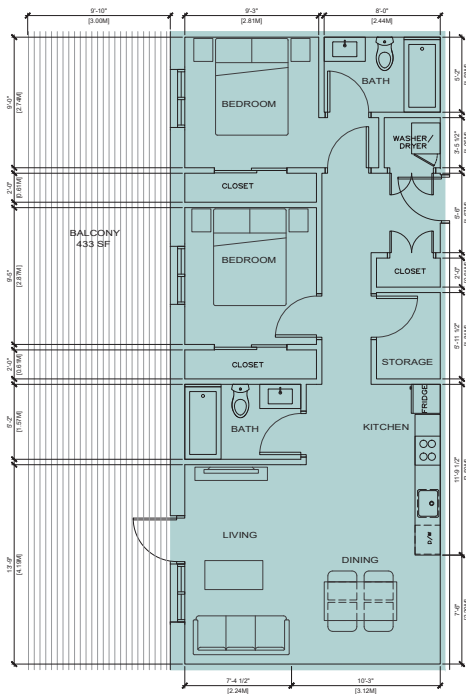 9'-10"
[3.00M]
9'-3"
[2.81M]
8'-0"
[2.44M]
BATH
BEDROOM
5'-2"
9'-0"
[2.74M]
WASHER/
DRYER
3'-5 1/2"
CLOSET
2'-0"
[0.61M]
BALCONY
433 SF
BEDROOM
5'-6"
CLOSET
2'-0"
9'-5"
[2.87M]
STORAGE
5'-11 1/2"
CLOSET
2'-0"
[0.61M]
FRIDGE
BATH
KITCHEN
5'-2"
[1.57M]
11'-9 1/2"
D/W
LIVING
DINING
13'-9"
[4.19M]
7'-6"
7'-4 1/2"
[2.24M]
10'-3"
[3.12M]